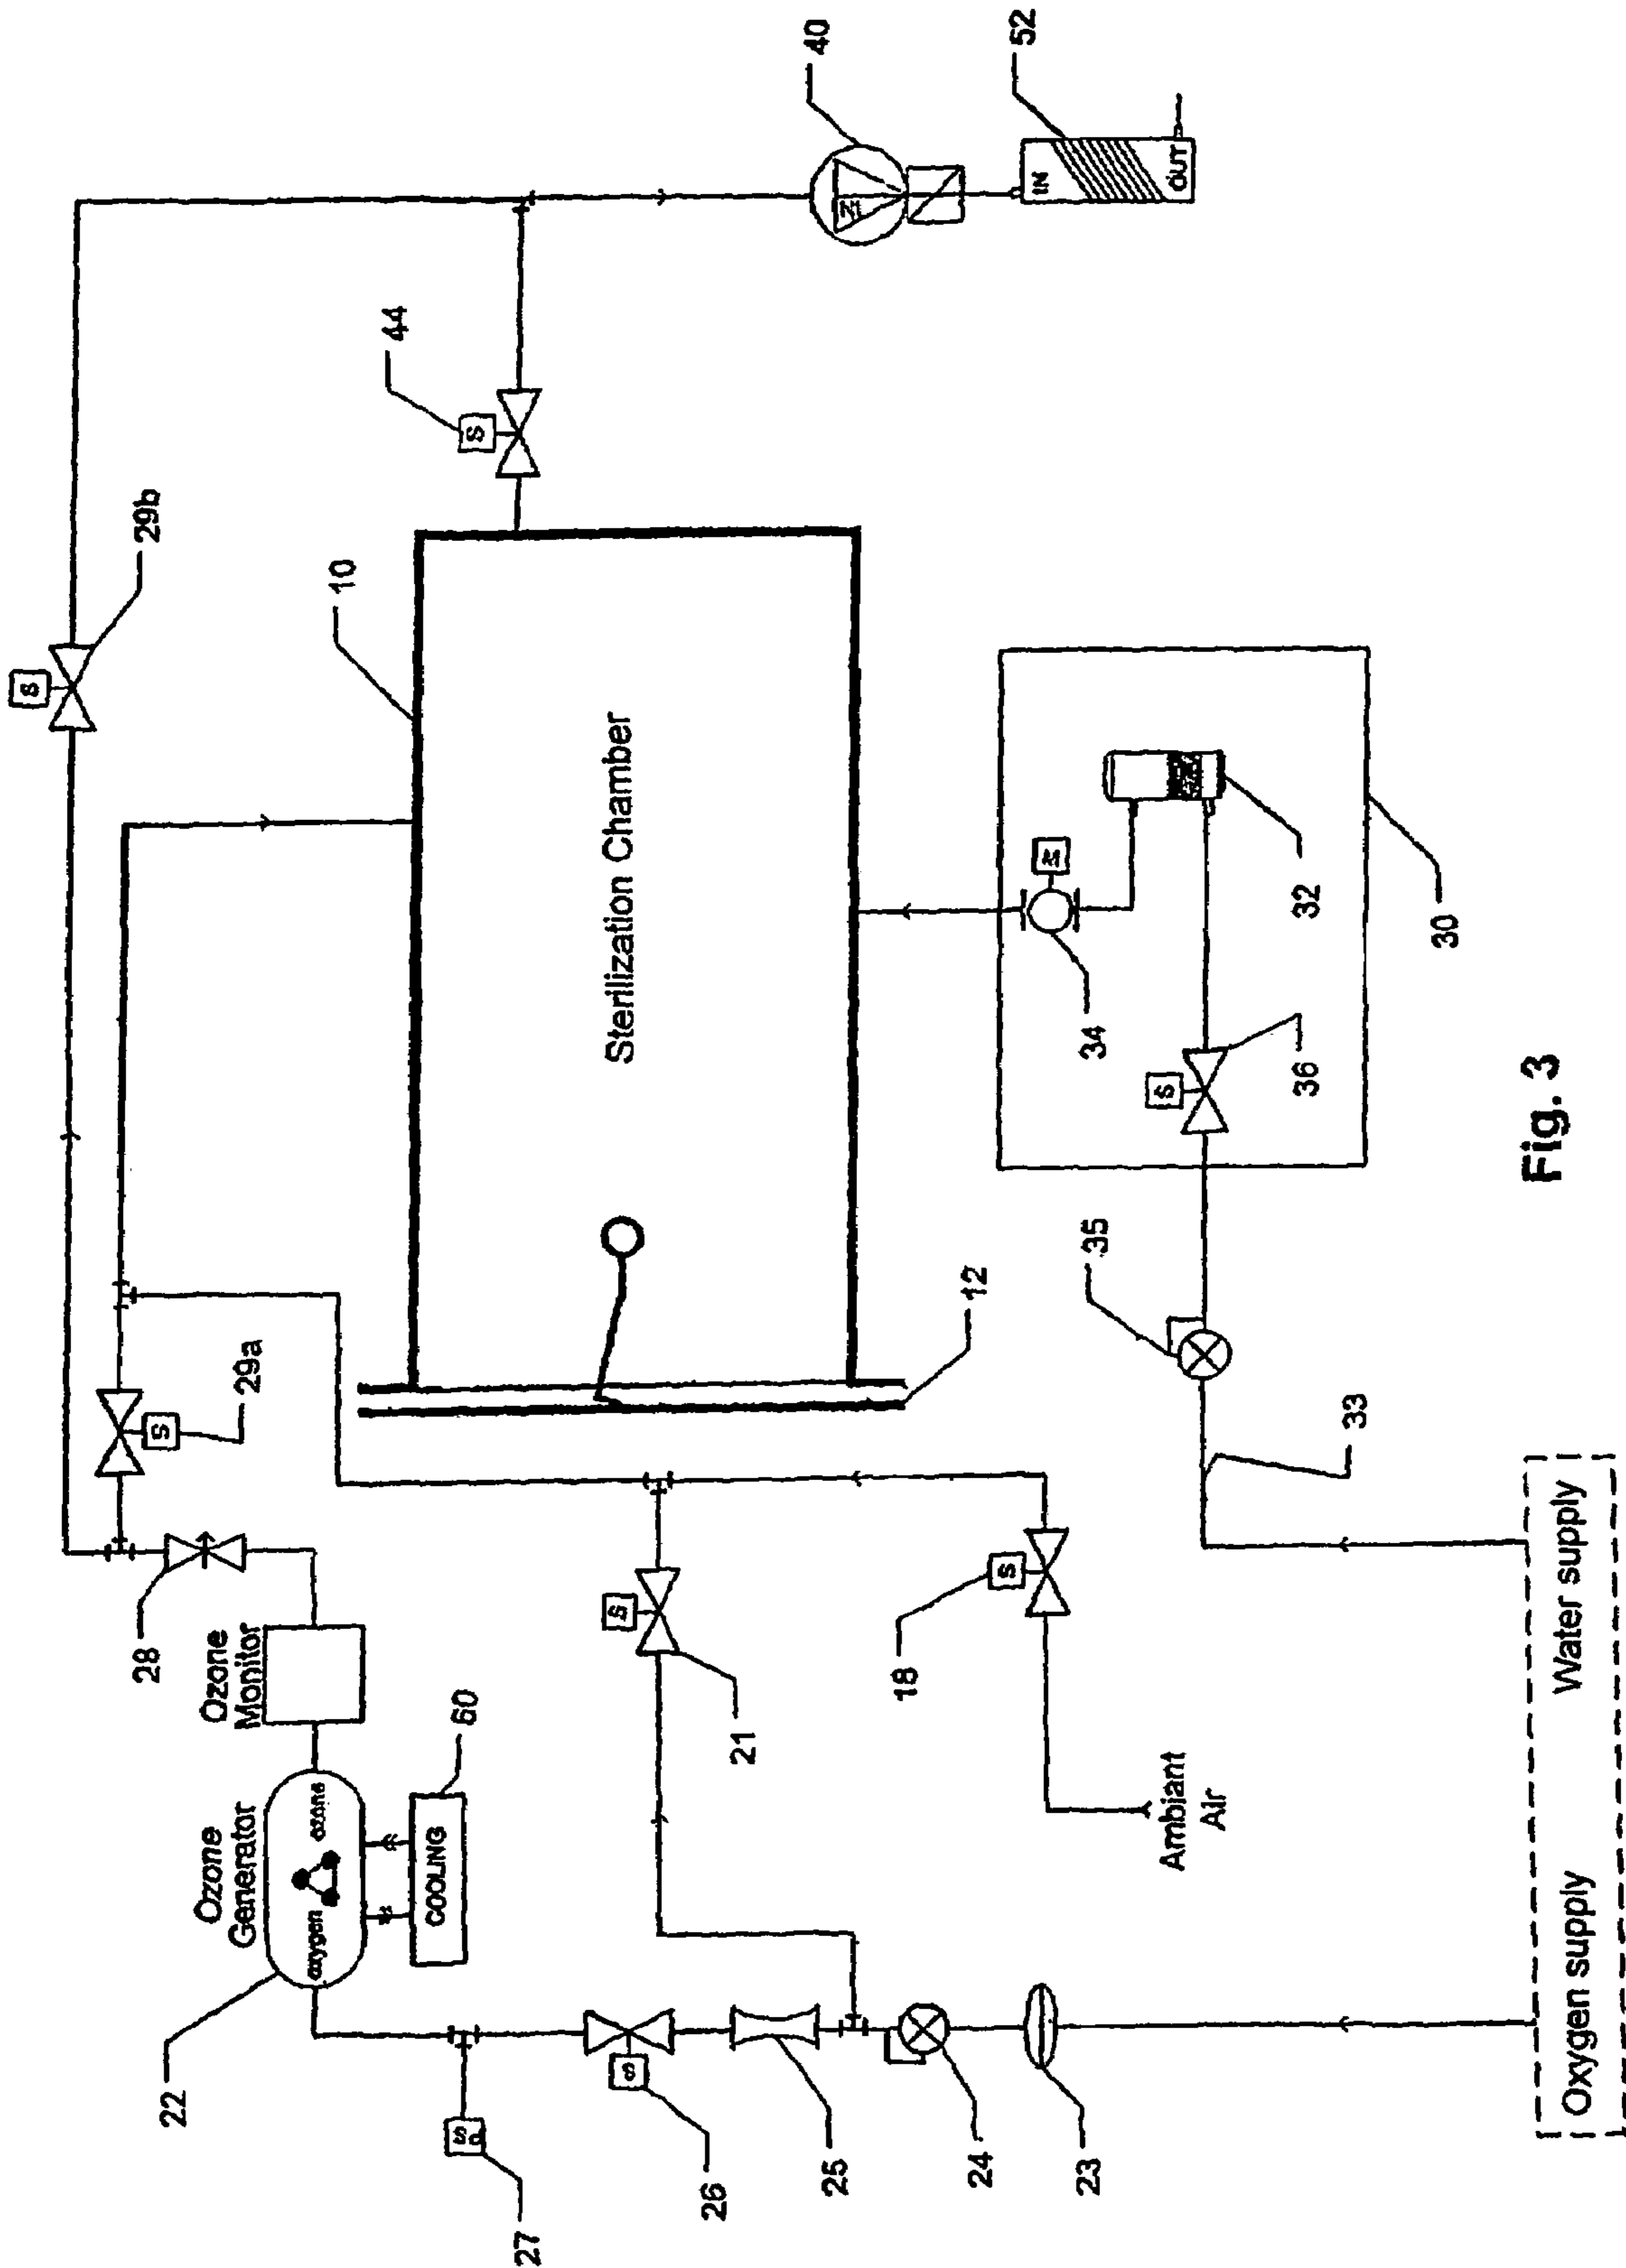 29b
44
40
52
IN
OUT
S
S
10
Sterilization Chamber
29a
S
12
28
Ozone
Monitor
Ozone
Generator
oxygen
ozone
60
COOLING
22
27
26
S
25
24
23
21
S
18
S
Ambiant
Air
34
M
32
30
36
S
35
33
Oxygen supply
Water supply
Fig. 3